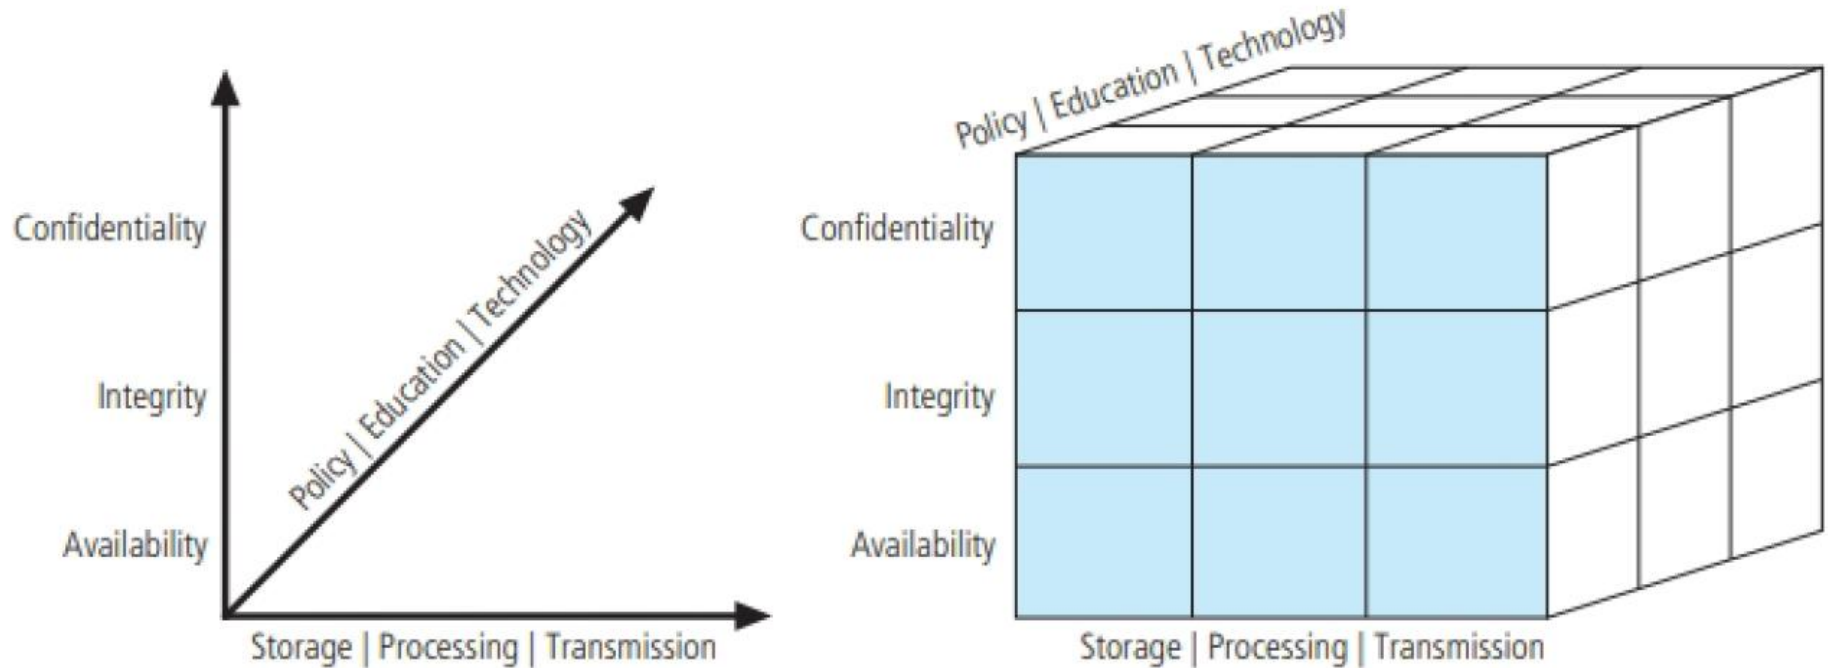 Confidentiality
Integrity
Availability
Policy | Education | Technology
Storage | Processing | Transmission
Policy | Education | Technology
Confidentiality
Integrity
Availability
Storage | Processing | Transmission